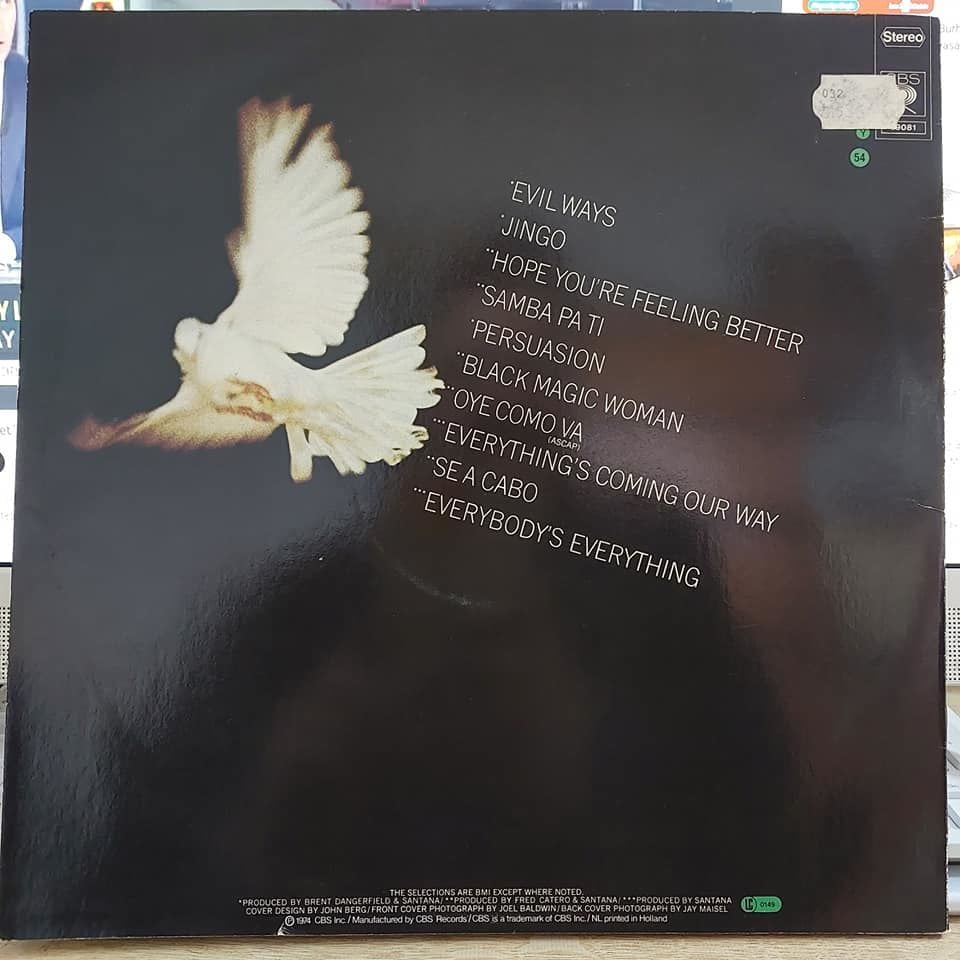 Stereo
CBS
032
Y
54
*EVIL WAYS
*JINGO
**HOPE YOU'RE FEELING BETTER
**SAMBA PA TI
*PERSUASION
**BLACK MAGIC WOMAN
**OYE COMO VA
(ASCAP)
***EVERYTHING'S COMING OUR WAY
**SE A CABO
***EVERYBODY'S EVERYTHING
THE SELECTIONS ARE BMI EXCEPT WHERE NOTED.
*PRODUCED BY BRENT DANGERFIELD & SANTANA/**PRODUCED BY FRED CATERO & SANTANA/***PRODUCED BY SANTANA
COVER DESIGN BY JOHN BERG/FRONT COVER PHOTOGRAPH BY JOEL BALDWIN/BACK COVER PHOTOGRAPH BY JAY MAISEL
Ⓟ 1974 CBS Inc./Manufactured by CBS Records/CBS is a trademark of CBS Inc./NL printed in Holland
LC 0149